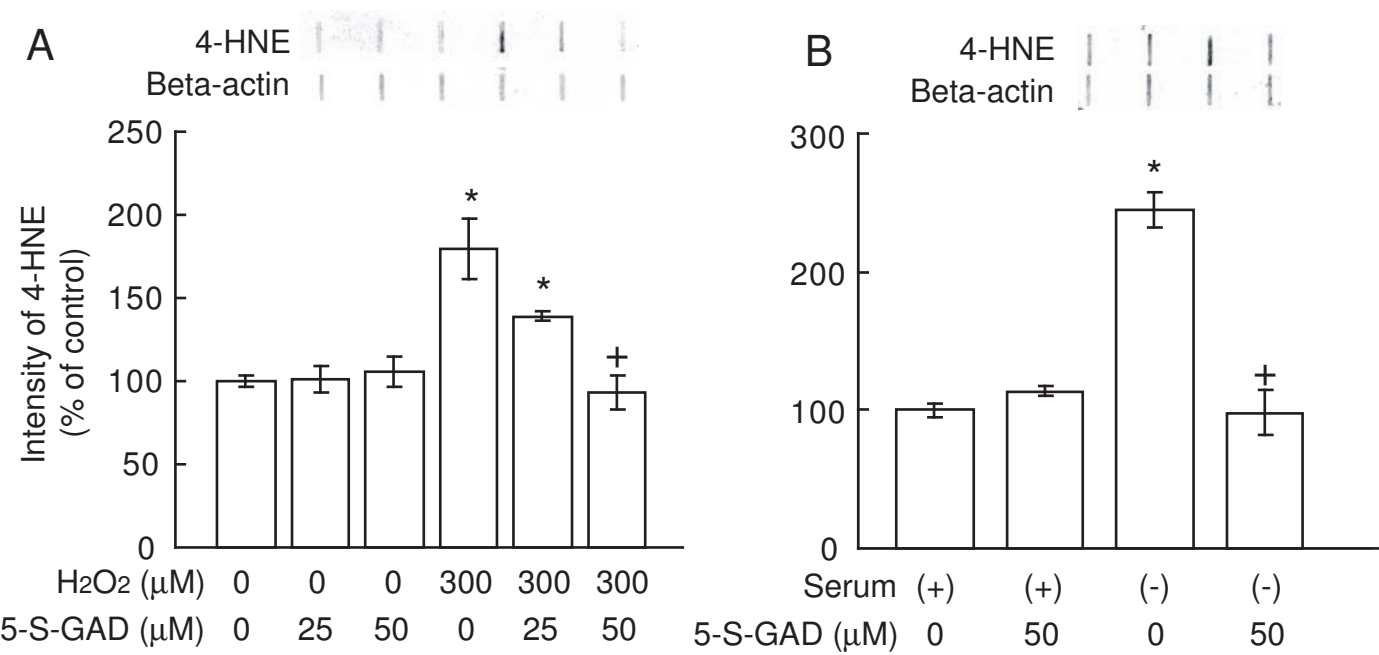 A
4-HNE
Beta-actin
250
200
150
100
50
0
Intensity of 4-HNE
(% of control)
*
*
+
H2O2 (μM) 0 0 0 300 300 300
5-S-GAD (μM) 0 25 50 0 25 50
B
4-HNE
Beta-actin
300
200
100
0
*
+
Serum (+) (+) (-) (-)
5-S-GAD (μM) 0 50 0 50